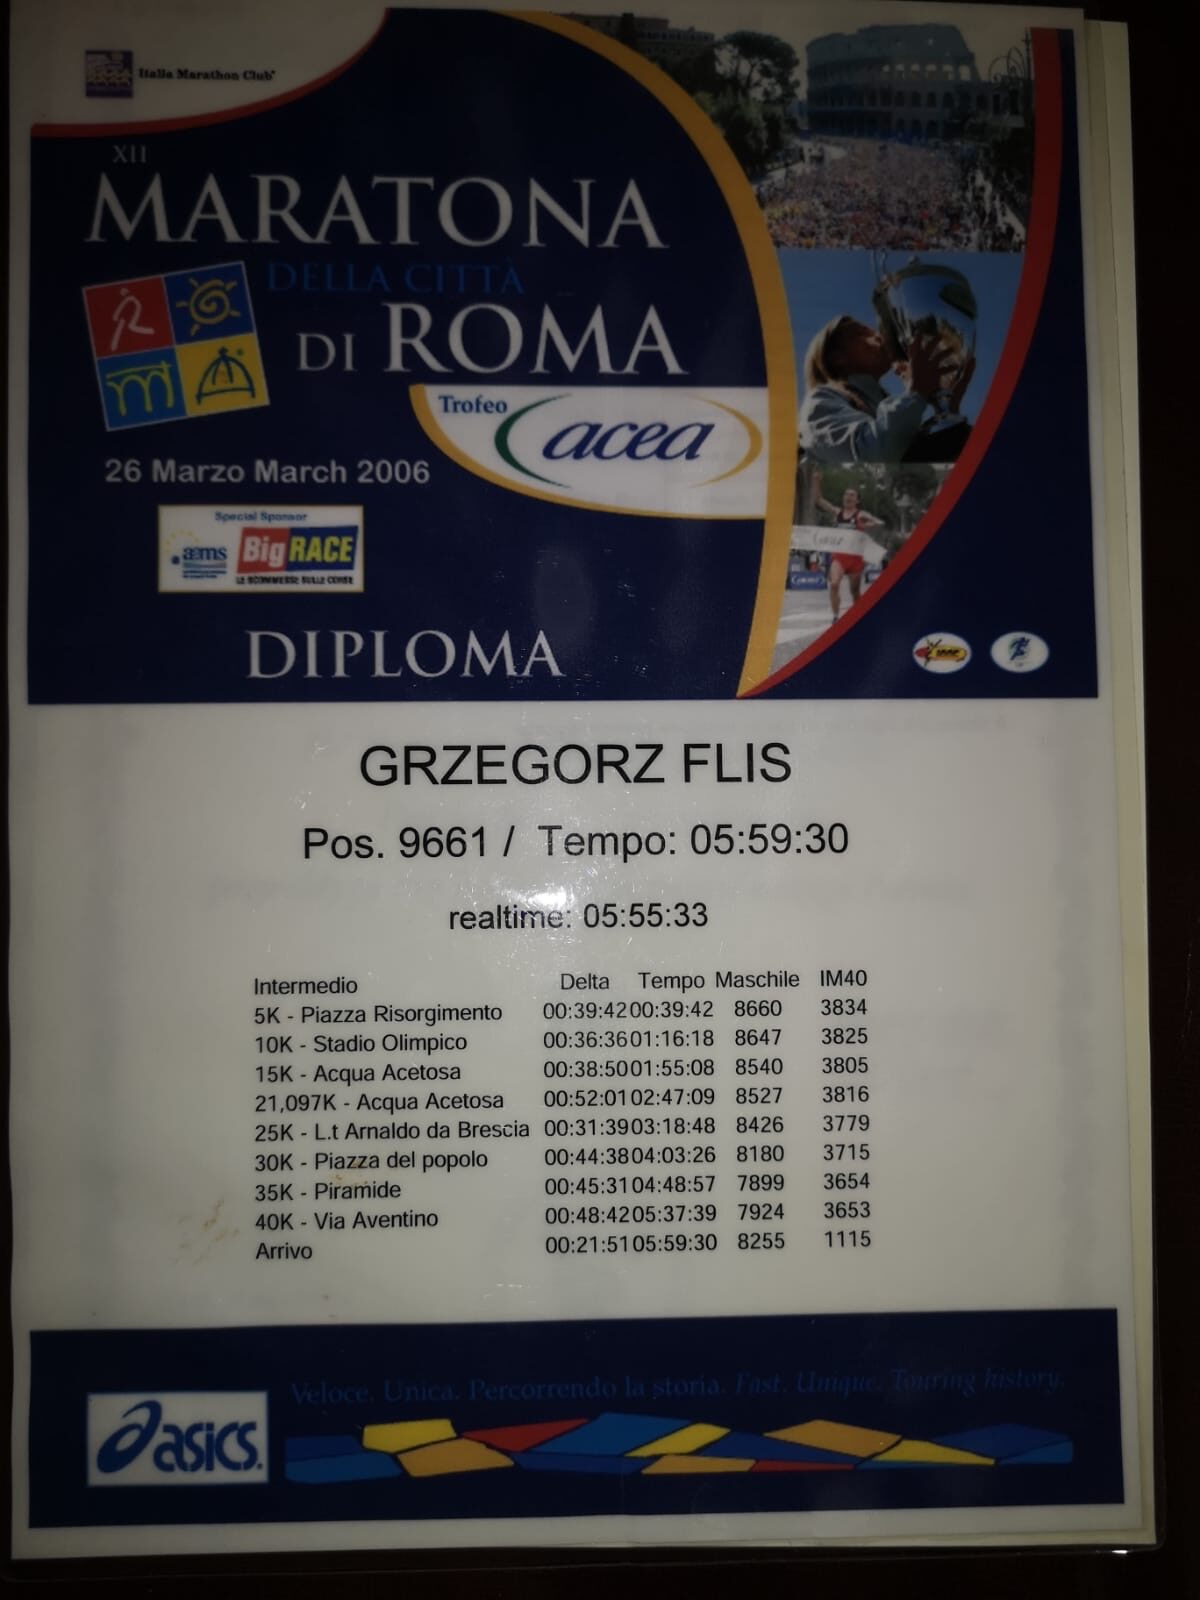 Italia Marathon Club
XII
MARATONA
DELLA CITTÀ
DI ROMA
Trofeo
acea
26 Marzo March 2006
Special Sponsor
aams BigRACE
LE SCOMMESSE SULLE CORSE
DIPLOMA
GRZEGORZ FLIS
Pos. 9661 / Tempo: 05:59:30
realtime: 05:55:33
Intermedio Delta Tempo Maschile IM40
5K - Piazza Risorgimento 00:39:42 00:39:42 8660 3834
10K - Stadio Olimpico 00:36:36 01:16:18 8647 3825
15K - Acqua Acetosa 00:38:50 01:55:08 8540 3805
21,097K - Acqua Acetosa 00:52:01 02:47:09 8527 3816
25K - L.t Arnaldo da Brescia 00:31:39 03:18:48 8426 3779
30K - Piazza del popolo 00:44:38 04:03:26 8180 3715
35K - Piramide 00:45:31 04:48:57 7899 3654
40K - Via Aventino 00:48:42 05:37:39 7924 3653
Arrivo 00:21:51 05:59:30 8255 1115
Veloce. Unica. Percorrendo la storia. Fast. Unique. Touring history.
asics.